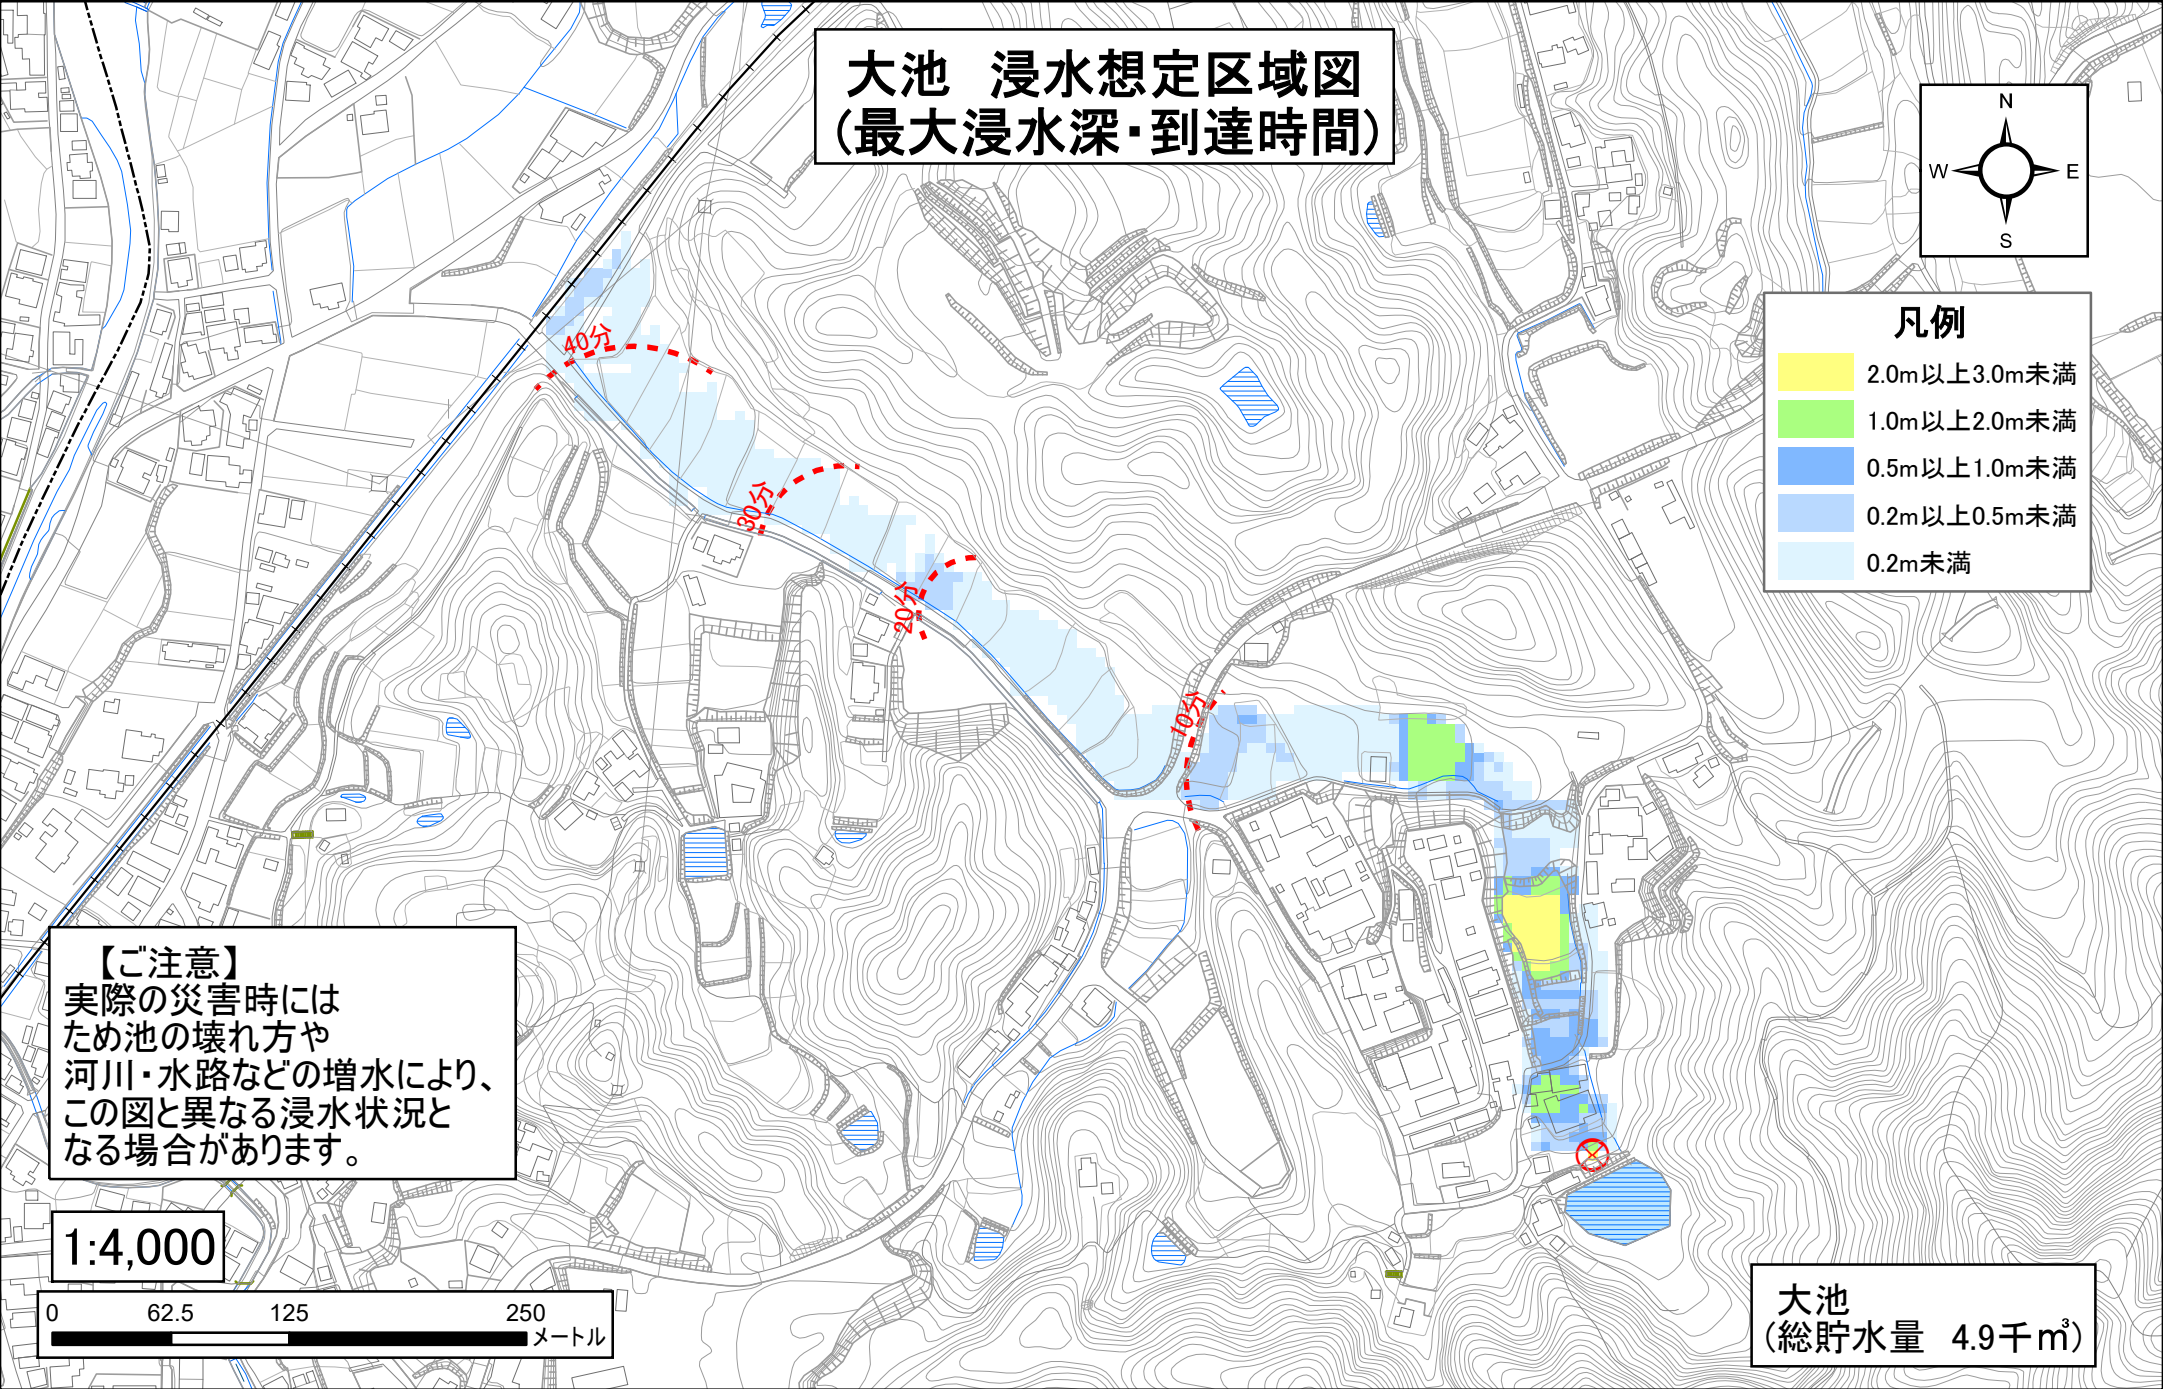 大池　浸水想定区域図
(最大浸水深・到達時間)
N
W
E
S
凡例
2.0m以上3.0m未満
1.0m以上2.0m未満
0.5m以上1.0m未満
0.2m以上0.5m未満
0.2m未満
40分
30分
20分
10分
【ご注意】
実際の災害時には
ため池の壊れ方や
河川・水路などの増水により、
この図と異なる浸水状況と
なる場合があります。
1:4,000
0 62.5 125 250
メートル
大池
(総貯水量　4.9千㎥)